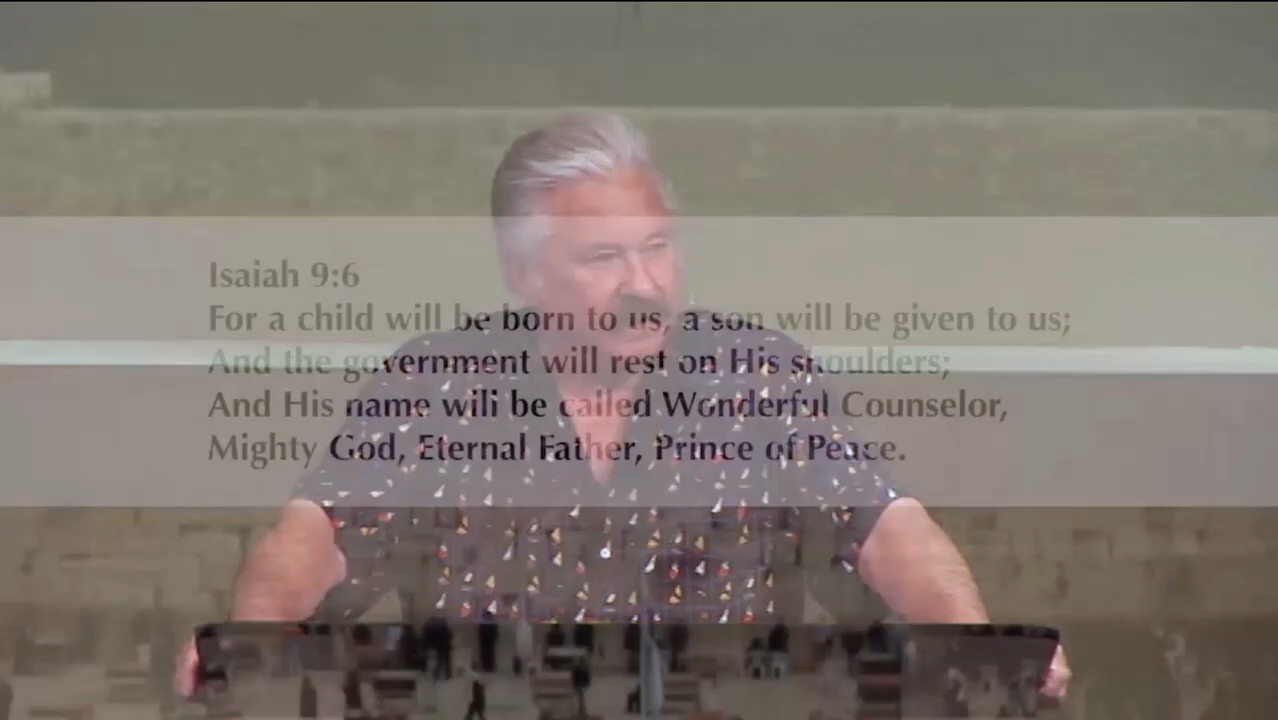 Isaiah 9:6
For a child will be born to us, a son will be given to us;
And the government will rest on His shoulders;
And His name will be called Wonderful Counselor,
Mighty God, Eternal Father, Prince of Peace.